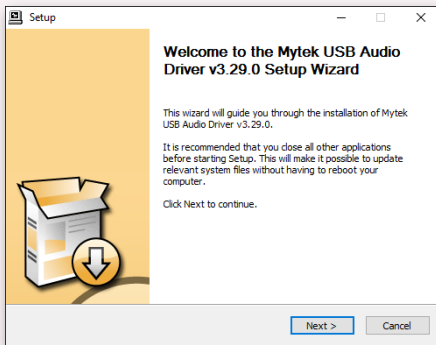 Setup
Welcome to the Mytek USB Audio
Driver v3.29.0 Setup Wizard
This wizard will guide you through the installation of Mytek
USB Audio Driver v3.29.0.
It is recommended that you close all other applications
before starting Setup. This will make it possible to update
relevant system files without having to reboot your
computer.
Click Next to continue.
Next >
Cancel